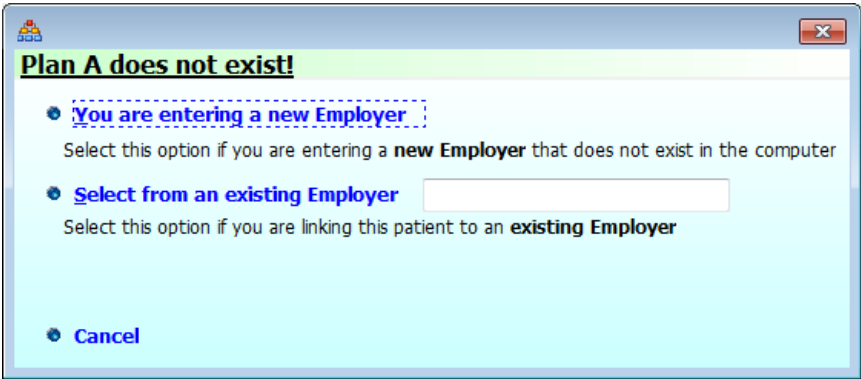 Plan A does not exist!
You are entering a new Employer
Select this option if you are entering a new Employer that does not exist in the computer
Select from an existing Employer
Select this option if you are linking this patient to an existing Employer
Cancel